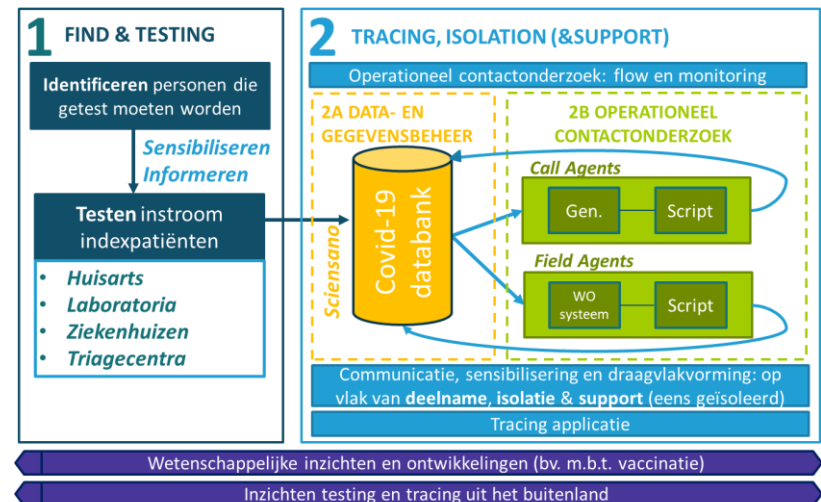 1 FIND & TESTING
Identificeren personen die
getest moeten worden
Sensibiliseren
Informeren
Testen instroom
indexpatiënten
• Huisarts
• Laboratoria
• Ziekenhuizen
• Triagecentra
2 TRACING, ISOLATION (&SUPPORT)
Operationeel contactonderzoek: flow en monitoring
2A DATA- EN
GEGEVENSBEHEER
Sciensano
Covid-19
databank
2B OPERATIONEEL
CONTACTONDERZOEK
Call Agents
Gen.
Script
Field Agents
WO
systeem
Script
Communicatie, sensibilisering en draagvlakvorming: op
vlak van deelname, isolatie & support (eens geïsoleerd)
Tracing applicatie
Wetenschappelijke inzichten en ontwikkelingen (bv. m.b.t. vaccinatie)
Inzichten testing en tracing uit het buitenland